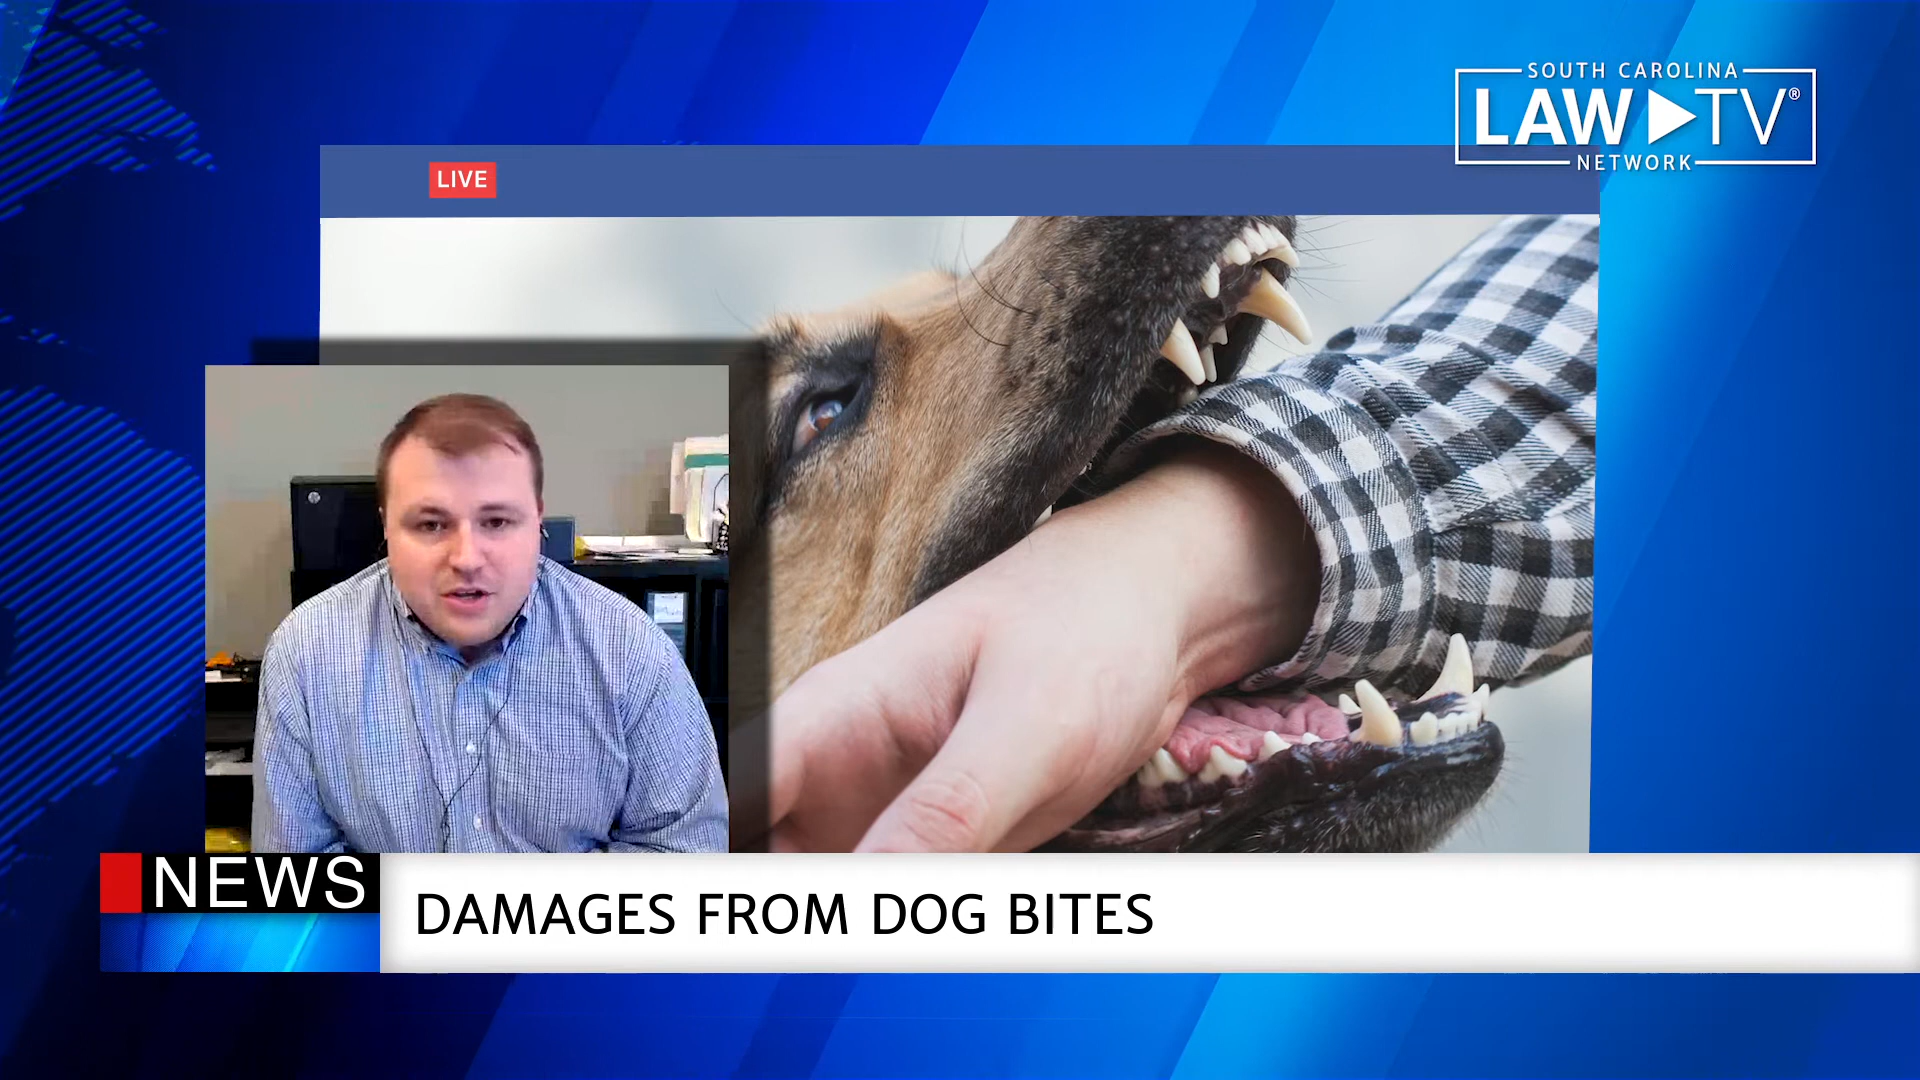 SOUTH CAROLINA
LAW TV®
NETWORK
LIVE
NEWS
DAMAGES FROM DOG BITES